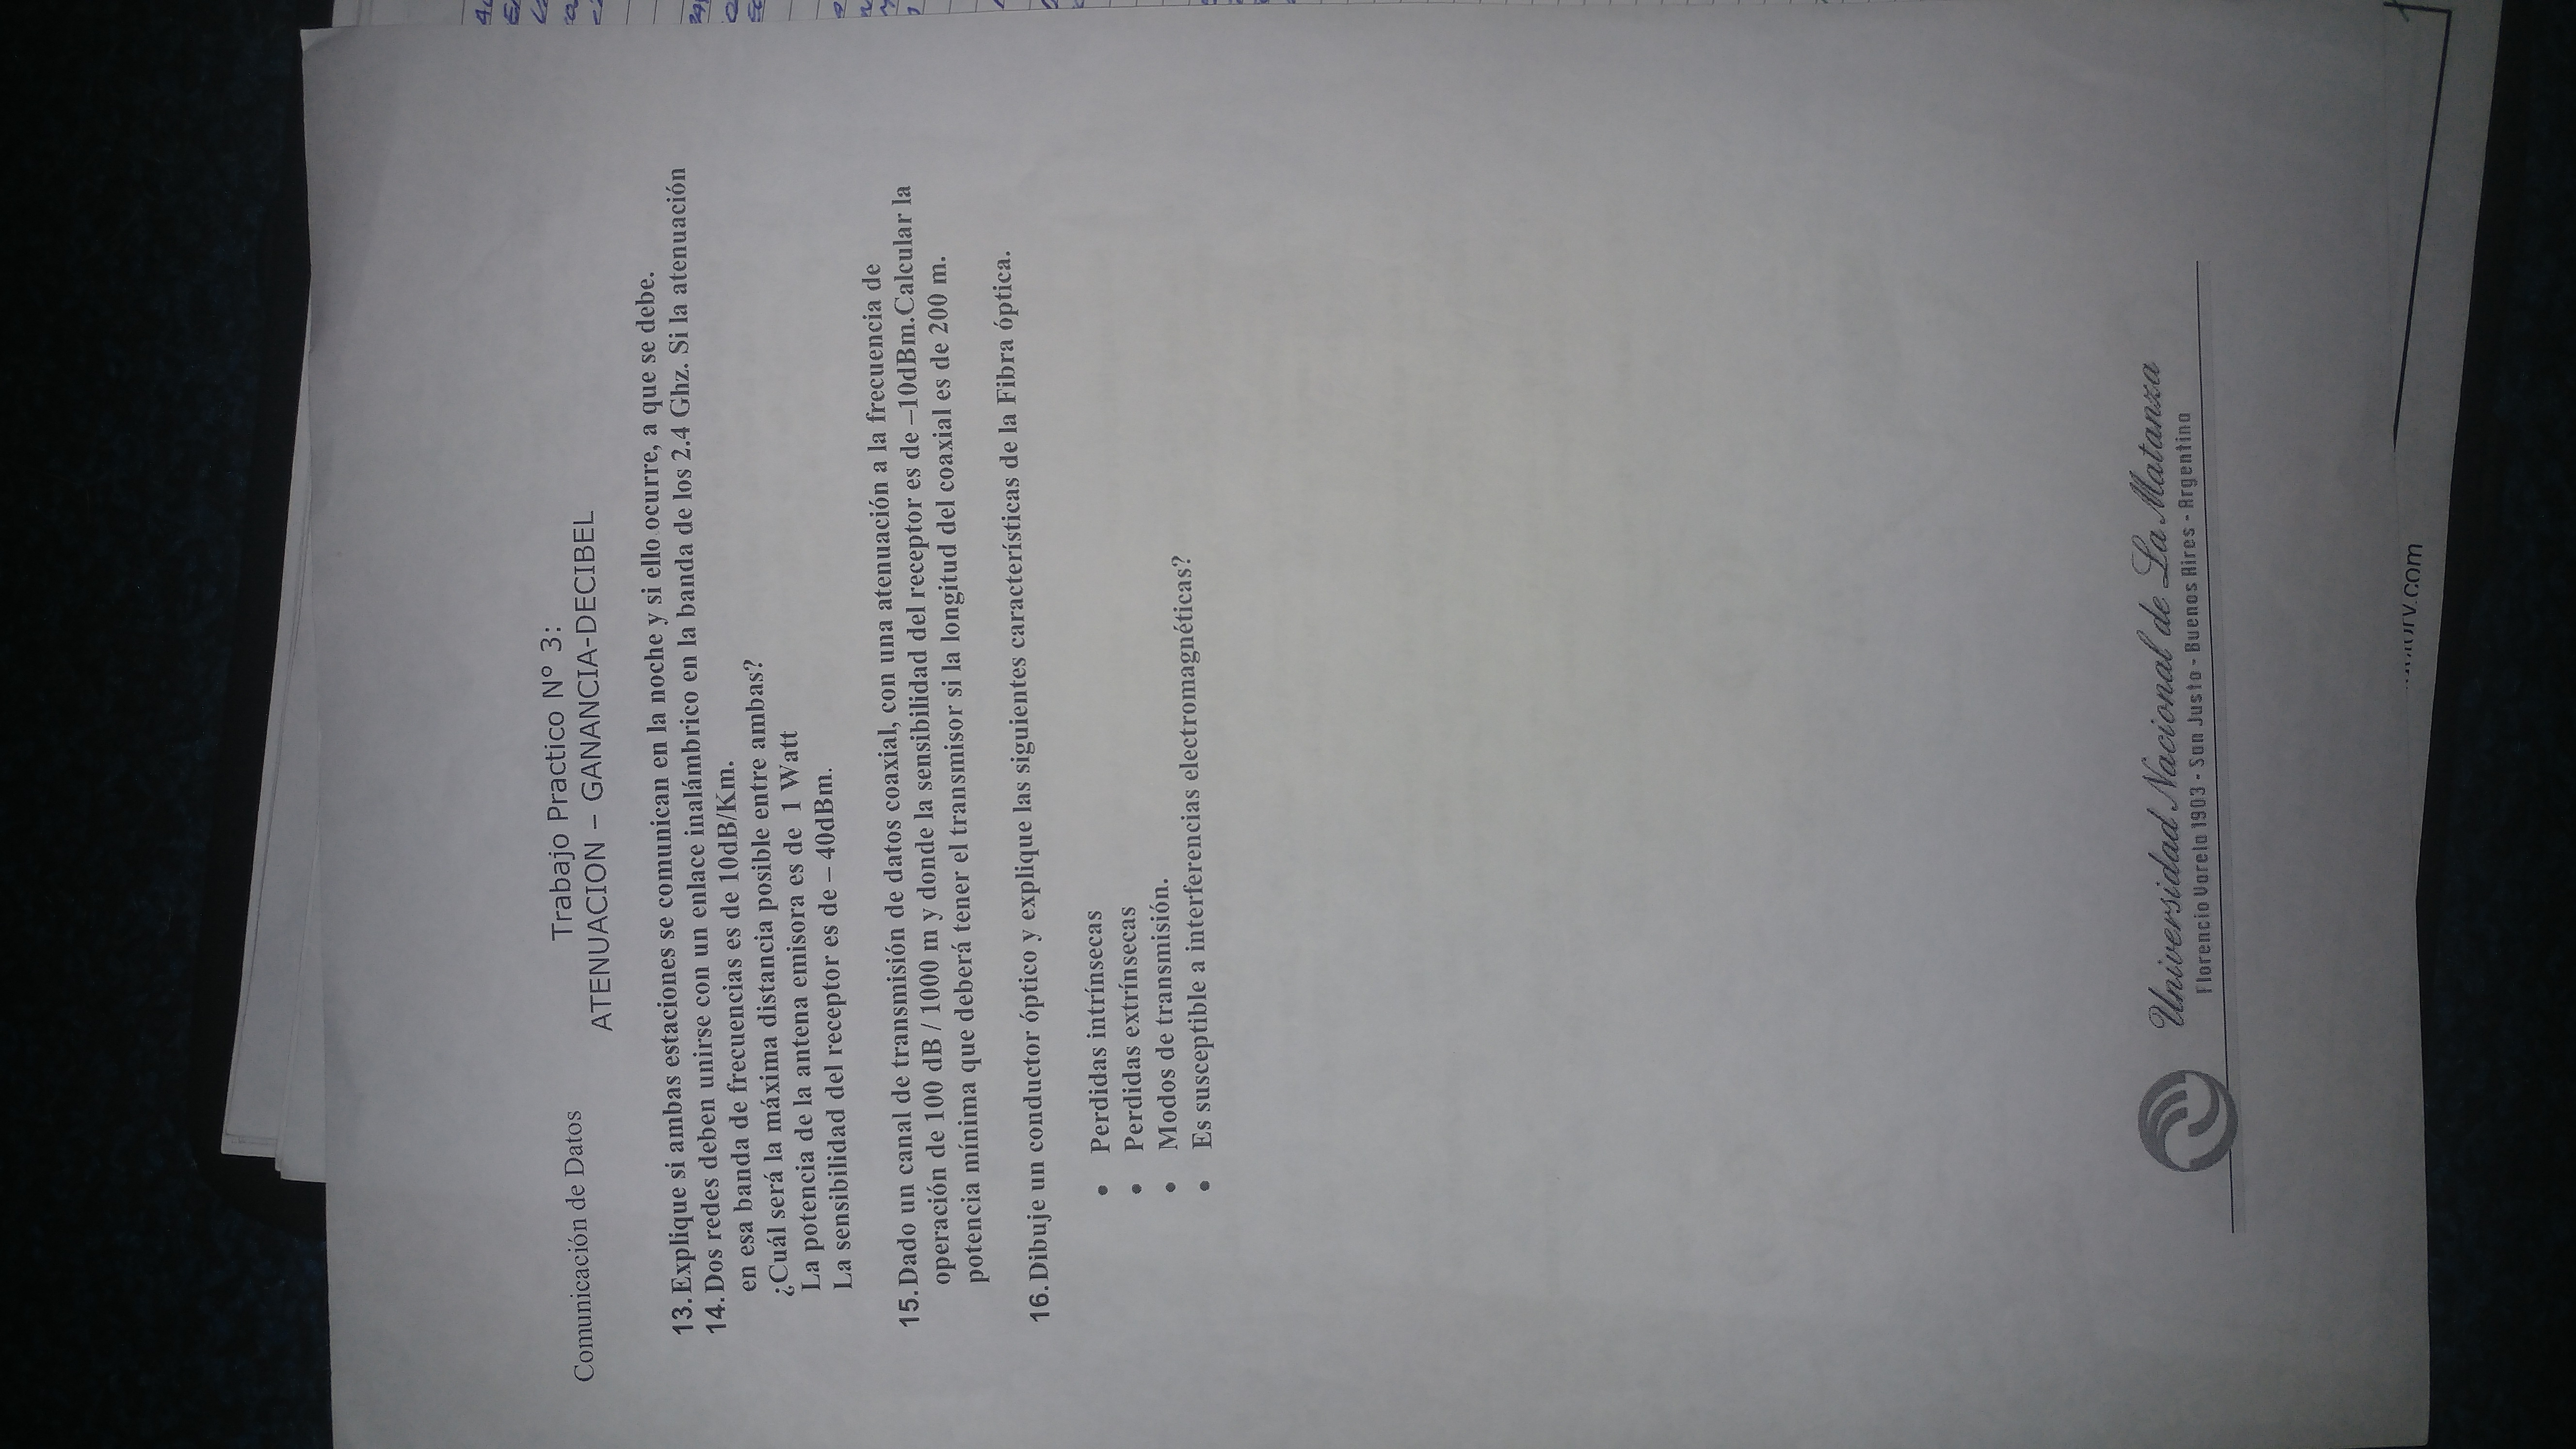 Comunicación de Datos
Trabajo Practico Nº 3:
ATENUACION – GANANCIA-DECIBEL
13. Explique si ambas estaciones se comunican en la noche y si ello ocurre, a que se debe.
14. Dos redes deben unirse con un enlace inalámbrico en la banda de los 2.4 Ghz. Si la atenuación
en esa banda de frecuencias es de 10dB/Km.
¿Cuál será la máxima distancia posible entre ambas?
La potencia de la antena emisora es de 1 Watt
La sensibilidad del receptor es de – 40dBm.
15. Dado un canal de transmisión de datos coaxial, con una atenuación a la frecuencia de
operación de 100 dB / 1000 m y donde la sensibilidad del receptor es de –10dBm.Calcular la
potencia mínima que deberá tener el transmisor si la longitud del coaxial es de 200 m.
16. Dibuje un conductor óptico y explique las siguientes características de la Fibra óptica.
• Perdidas intrínsecas
• Perdidas extrínsecas
• Modos de transmisión.
• Es susceptible a interferencias electromagnéticas?
Universidad Nacional de La Matanza
Florencio Varela 1903 - San Justo - Buenos Aires - Argentina
.com